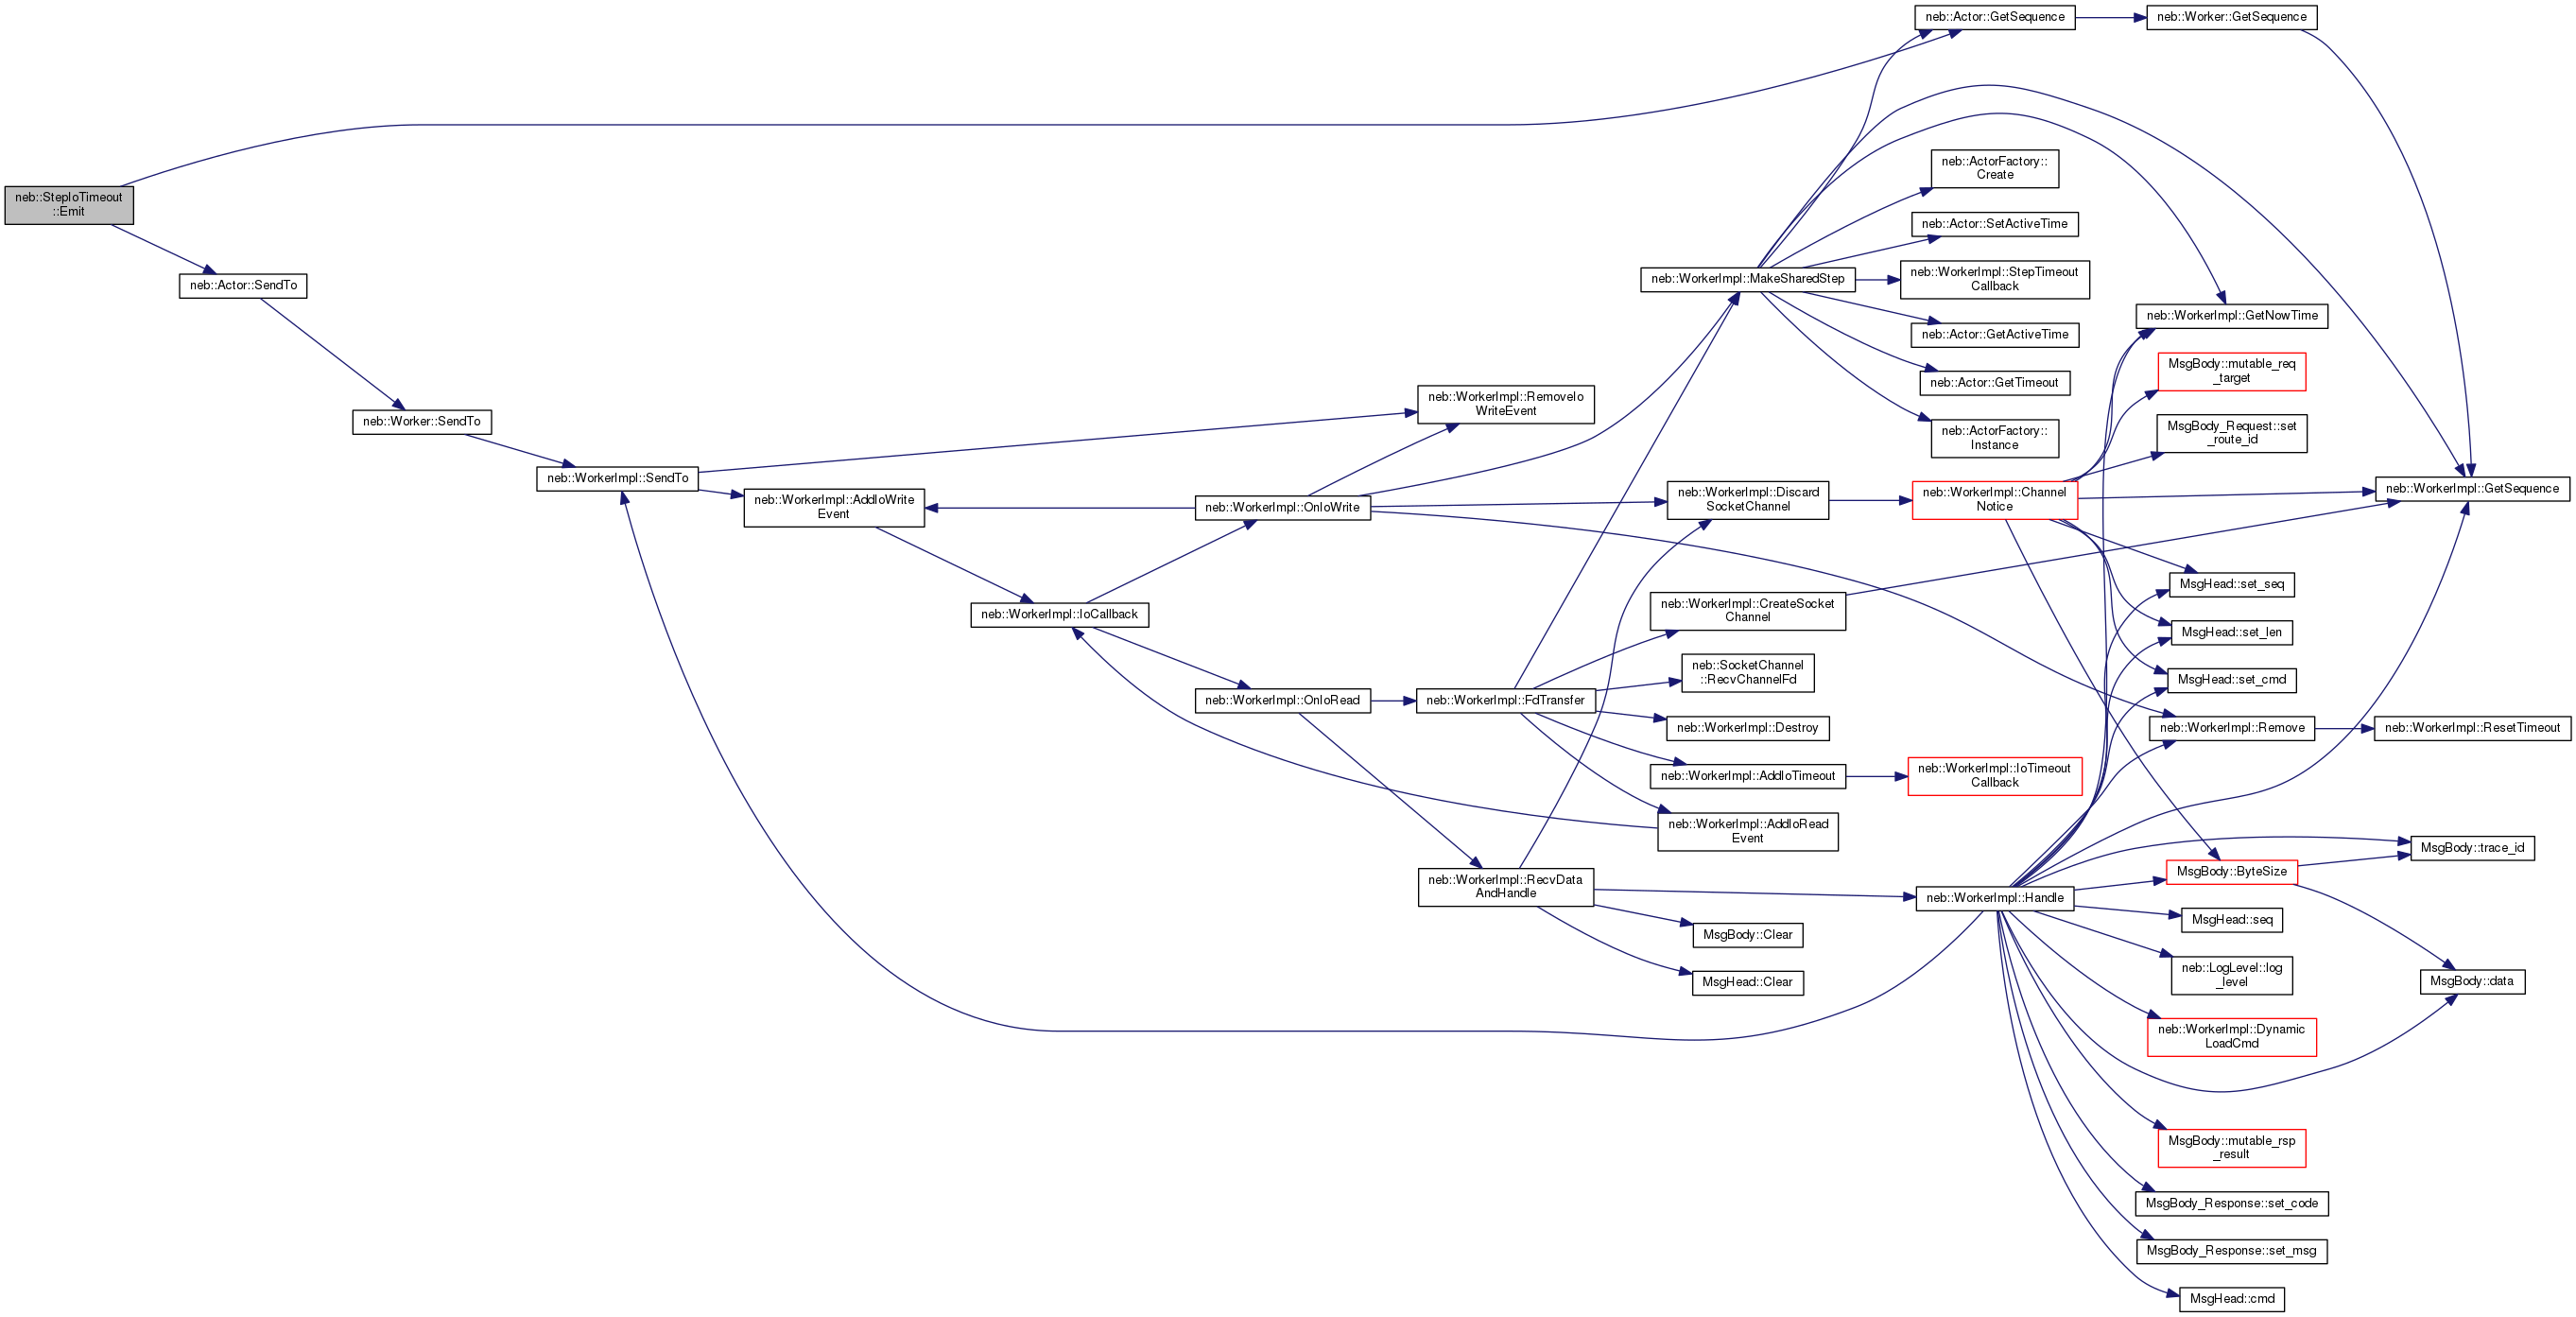 neb::StepIoTimeout
::Emit
neb::Actor::SendTo
neb::Worker::SendTo
neb::WorkerImpl::SendTo
neb::WorkerImpl::RemoveIo
WriteEvent
neb::WorkerImpl::AddIoWrite
Event
neb::WorkerImpl::IoCallback
neb::WorkerImpl::OnIoWrite
neb::WorkerImpl::OnIoRead
neb::WorkerImpl::FdTransfer
neb::WorkerImpl::RecvData
AndHandle
neb::WorkerImpl::MakeSharedStep
neb::WorkerImpl::Discard
SocketChannel
neb::WorkerImpl::CreateSocket
Channel
neb::SocketChannel
::RecvChannelFd
neb::WorkerImpl::Destroy
neb::WorkerImpl::AddIoTimeout
neb::WorkerImpl::AddIoRead
Event
MsgBody::Clear
MsgHead::Clear
neb::Actor::GetSequence
neb::ActorFactory::
Create
neb::Actor::SetActiveTime
neb::WorkerImpl::StepTimeout
Callback
neb::Actor::GetActiveTime
neb::Actor::GetTimeout
neb::ActorFactory::
Instance
neb::WorkerImpl::Channel
Notice
neb::WorkerImpl::IoTimeout
Callback
neb::WorkerImpl::Handle
neb::Worker::GetSequence
neb::WorkerImpl::GetNowTime
MsgBody::mutable_req
_target
MsgBody_Request::set
_route_id
MsgHead::set_seq
MsgHead::set_len
MsgHead::set_cmd
neb::WorkerImpl::Remove
MsgBody::ByteSize
MsgHead::seq
neb::LogLevel::log
_level
neb::WorkerImpl::Dynamic
LoadCmd
MsgBody::mutable_rsp
_result
MsgBody_Response::set_code
MsgBody_Response::set_msg
MsgHead::cmd
neb::WorkerImpl::GetSequence
neb::WorkerImpl::ResetTimeout
MsgBody::trace_id
MsgBody::data